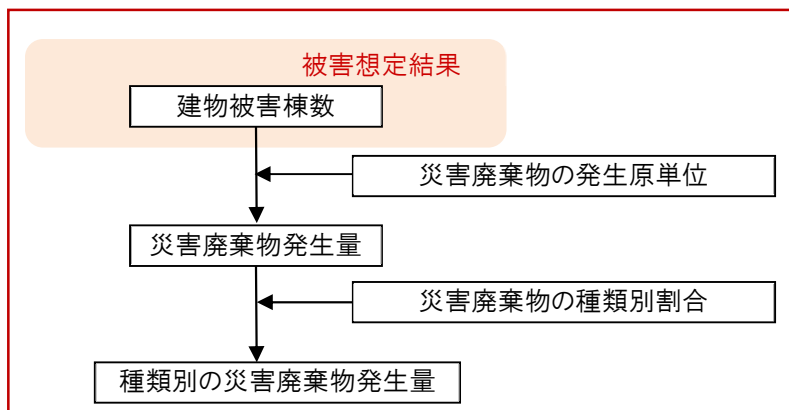 被害想定結果
建物被害棟数
災害廃棄物の発生原単位
災害廃棄物発生量
災害廃棄物の種類別割合
種類別の災害廃棄物発生量